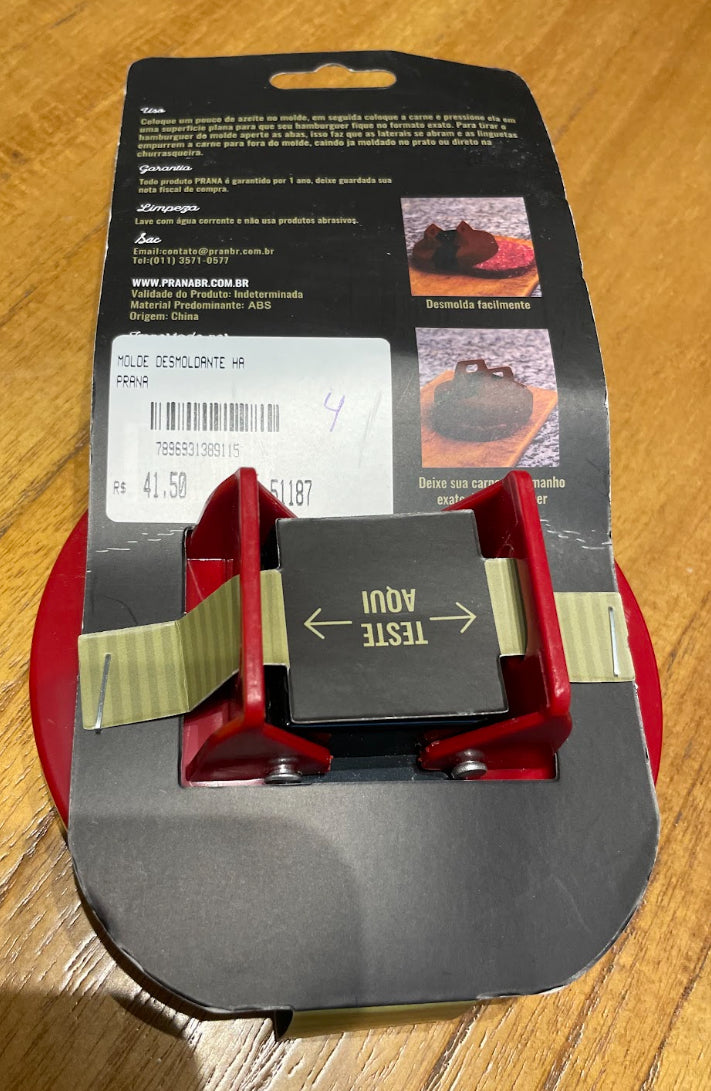 Uso
Coloque um pouco de azeite no molde, em seguida coloque a carne e pressione ela em
uma superfície plana para que seu hamburguer fique no formato exato. Para tirar o
hamburguer do molde aperte as abas, isso faz que as laterais se abram e as linguetas
empurrem a carne para fora do molde, caindo já moldado no prato ou direto na
churrasqueira.
Garantia
Todo produto PRANA é garantido por 1 ano, deixe guardada sua
nota fiscal de compra.
Limpeza
Lave com água corrente e não usa produtos abrasivos.
Sac
Email:contato@pranbr.com.br
Tel:(011) 3571-0577
WWW.PRANABR.COM.BR
Validade do Produto: Indeterminada
Material Predominante: ABS
Origem: China
Desmolda facilmente
MOLDE DESMOLDANTE HA
PRANA
4
7896931389115
R$ 41.50
51187
Deixe sua carne
exato
TESTE
AQUI